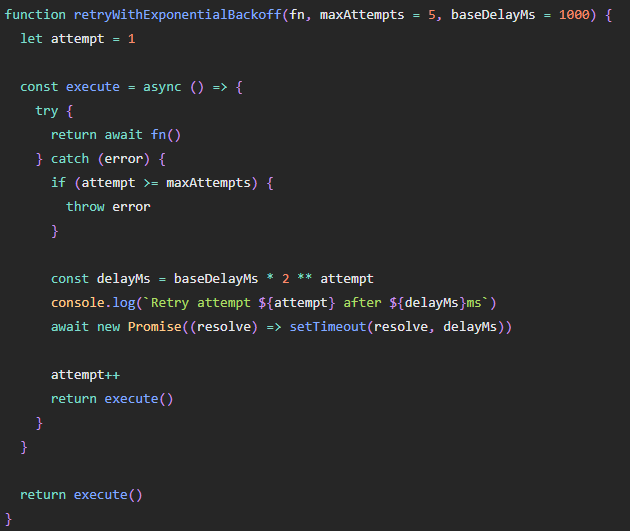 function retryWithExponentialBackoff(fn, maxAttempts = 5, baseDelayMs = 1000) {
  let attempt = 1

  const execute = async () => {
    try {
      return await fn()
    } catch (error) {
      if (attempt >= maxAttempts) {
        throw error
      }

      const delayMs = baseDelayMs * 2 ** attempt
      console.log(`Retry attempt ${attempt} after ${delayMs}ms`)
      await new Promise((resolve) => setTimeout(resolve, delayMs))

      attempt++
      return execute()
    }
  }

  return execute()
}